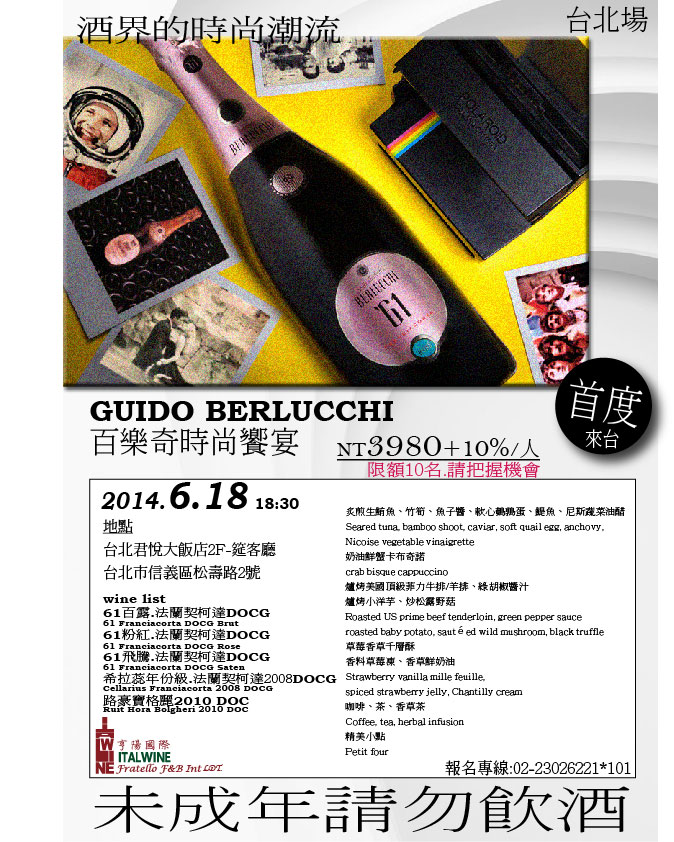 酒界的時尚潮流
台北場
POLAROID
BERLUCCHI
BERLUCCHI
'61
GUIDO BERLUCCHI
百樂奇時尚饗宴
NT3980+10%/人
限額10名.請把握機會
首度
來台
2014.6.18 18:30
地點
台北君悅大飯店2F-筵客廳
台北市信義區松壽路2號
wine list
61百露.法蘭契柯達DOCG
61 Franciacorta DOCG Brut
61粉紅.法蘭契柯達DOCG
61 Franciacorta DOCG Rose
61飛騰.法蘭契柯達DOCG
61 Franciacorta DOCG Saten
希拉蕊年份級.法蘭契柯達2008DOCG
Cellarius Franciacorta 2008 DOCG
路豪寶格麗2010 DOC
Ruit Hora Bolgheri 2010 DOC
炙煎生鮪魚、竹筍、魚子醬、軟心鵪鶉蛋、鯷魚、尼斯蔬菜油醋
Seared tuna, bamboo shoot, caviar, soft quail egg, anchovy,
Nicoise vegetable vinaigrette
奶油鮮蟹卡布奇諾
crab bisque cappuccino
爐烤美國頂級菲力牛排/羊排、綠胡椒醬汁
爐烤小洋芋、炒松露野菇
Roasted US prime beef tenderloin, green pepper sauce
roasted baby potato, sauté ed wild mushroom, black truffle
草莓香草千層酥
香料草莓凍、香草鮮奶油
Strawberry vanilla mille feuille,
spiced strawberry jelly, Chantilly cream
咖啡、茶、香草茶
Coffee, tea, herbal infusion
精美小點
Petit four
WINE
亨陽國際
ITALWINE
Fratello F&B Int LDT.
報名專線:02-23026221*101
未成年請勿飲酒